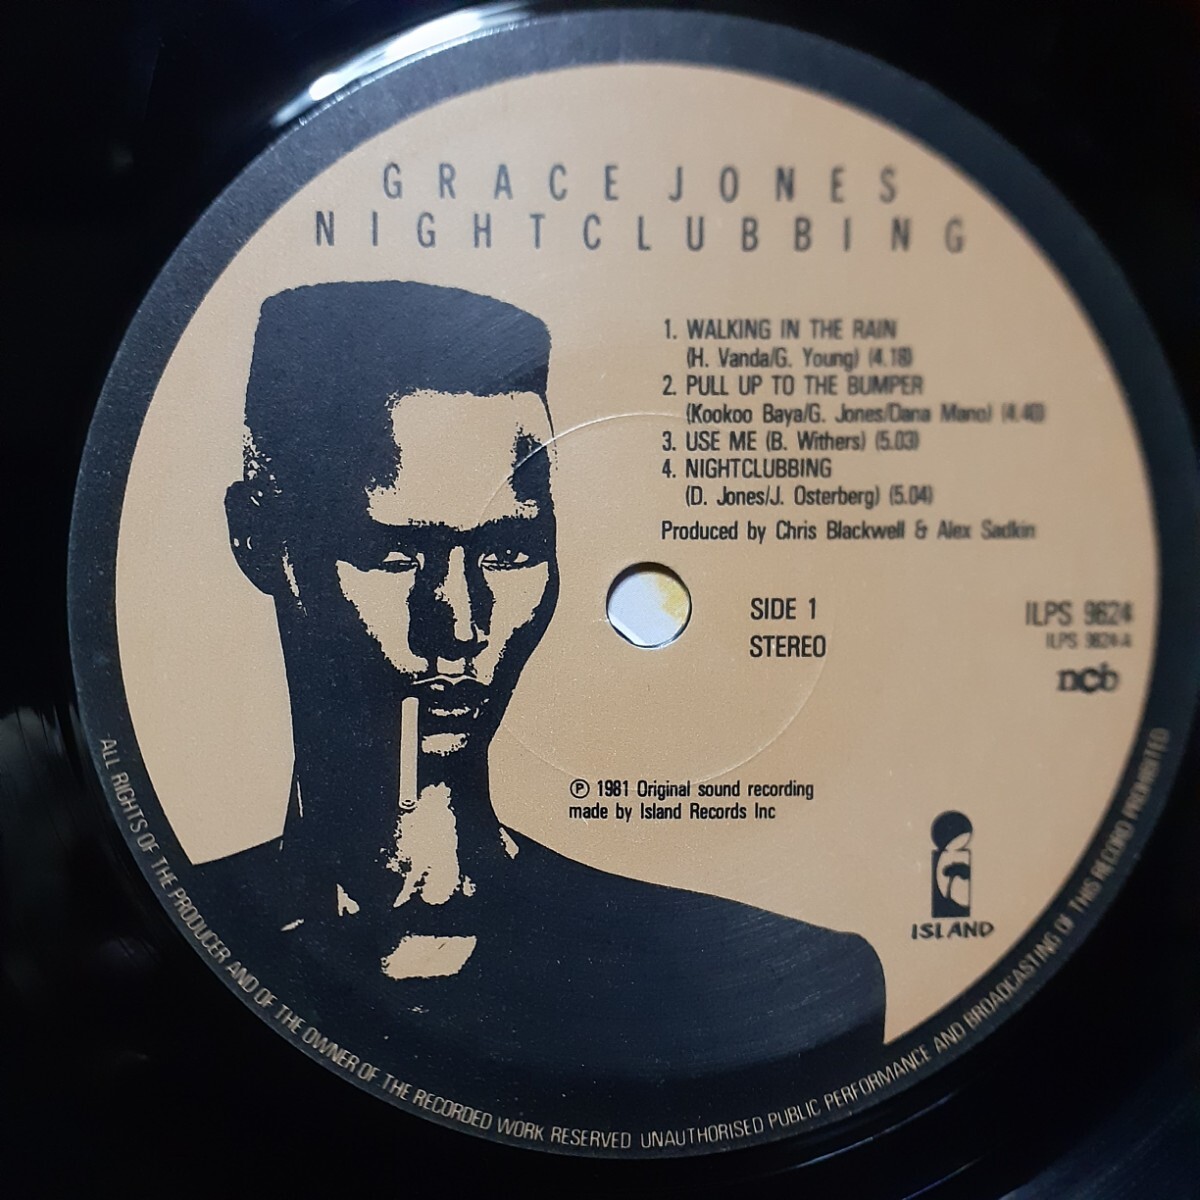 GRACE JONES
NIGHTCLUBBING
1. WALKING IN THE RAIN
(H. Vanda/G. Young) (4.18)
2. PULL UP TO THE BUMPER
(Kookoo Baya/G. Jones/Dana Mano) (4.40)
3. USE ME (B. Withers) (5.03)
4. NIGHTCLUBBING
(D. Jones/J. Osterberg) (5.04)
Produced by Chris Blackwell & Alex Sadkin
SIDE 1
STEREO
ILPS 9624
ILPS 9624-A
ncb
Ⓟ 1981 Original sound recording
made by Island Records Inc
ISLAND
ALL RIGHTS OF THE PRODUCER AND OF THE OWNER OF THE RECORDED WORK RESERVED UNAUTHORISED PUBLIC PERFORMANCE AND BROADCASTING OF THIS RECORD PROHIBITED